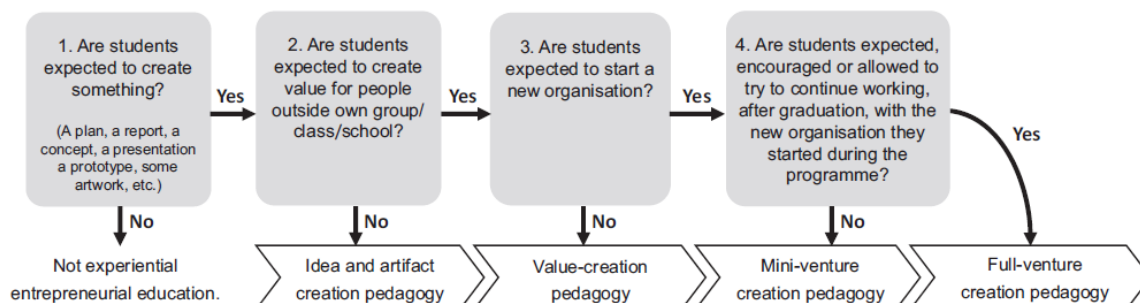 1. Are students
expected to create
something?
(A plan, a report, a
concept, a presentation
a prototype, some
artwork, etc.)
Yes
2. Are students
expected to create
value for people
outside own group/
class/school?
Yes
3. Are students
expected to start a
new organisation?
Yes
4. Are students expected,
encouraged or allowed to
try to continue working,
after graduation, with the
new organisation they
started during the
programme?
Yes
No
No
No
No
Not experiential
entrepreneurial education.
Idea and artifact
creation pedagogy
Value-creation
pedagogy
Mini-venture
creation pedagogy
Full-venture
creation pedagogy